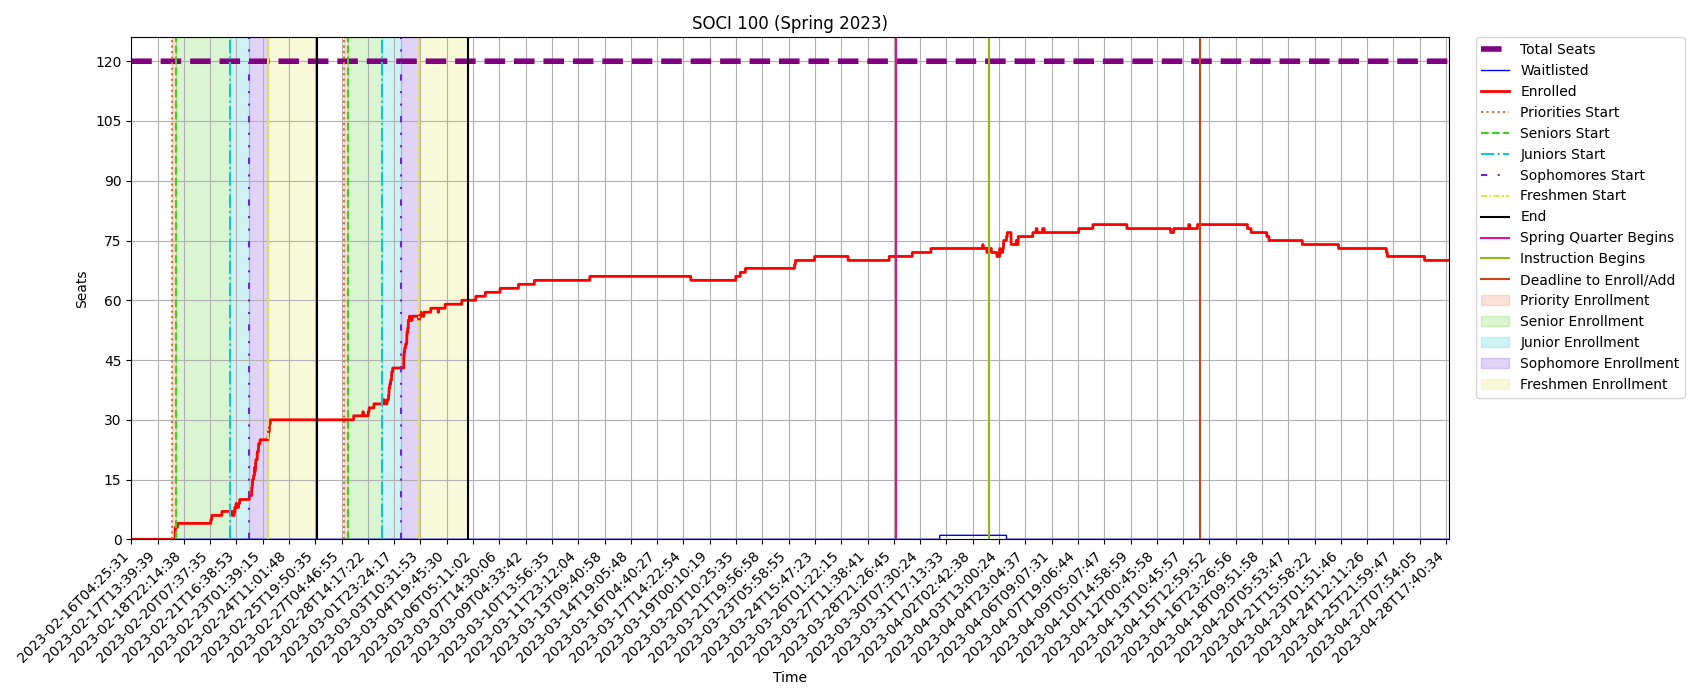 SOCI 100 (Spring 2023)
120
105
90
75
60
45
30
15
0
Seats
2023-02-16T04:25:31
2023-02-17T13:39:39
2023-02-18T22:14:38
2023-02-20T07:37:35
2023-02-21T16:38:53
2023-02-23T01:39:15
2023-02-24T11:01:48
2023-02-25T19:50:35
2023-02-27T04:46:55
2023-02-28T14:17:22
2023-03-01T23:24:17
2023-03-03T10:31:53
2023-03-04T19:45:30
2023-03-06T05:11:02
2023-03-07T14:30:06
2023-03-09T04:33:42
2023-03-10T13:56:35
2023-03-11T23:12:04
2023-03-13T09:40:58
2023-03-14T19:05:48
2023-03-16T04:40:27
2023-03-17T14:22:54
2023-03-19T00:10:19
2023-03-20T10:25:35
2023-03-21T19:56:58
2023-03-23T05:58:55
2023-03-24T15:47:23
2023-03-26T01:22:15
2023-03-27T11:38:41
2023-03-28T21:26:45
2023-03-30T07:30:24
2023-03-31T17:13:33
2023-04-02T02:42:38
2023-04-03T13:00:24
2023-04-04T23:04:37
2023-04-06T09:07:31
2023-04-07T19:06:44
2023-04-09T05:07:47
2023-04-10T14:58:59
2023-04-12T00:45:58
2023-04-13T10:45:57
2023-04-15T12:59:52
2023-04-16T23:26:56
2023-04-18T09:51:58
2023-04-20T05:53:47
2023-04-21T15:58:22
2023-04-23T01:51:46
2023-04-24T12:11:26
2023-04-25T21:59:47
2023-04-27T07:54:05
2023-04-28T17:40:34
Time
Total Seats
Waitlisted
Enrolled
Priorities Start
Seniors Start
Juniors Start
Sophomores Start
Freshmen Start
End
Spring Quarter Begins
Instruction Begins
Deadline to Enroll/Add
Priority Enrollment
Senior Enrollment
Junior Enrollment
Sophomore Enrollment
Freshmen Enrollment